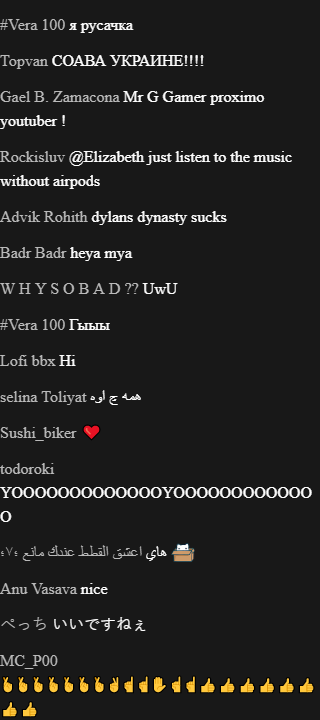 #Vera 100 я русачка
Topvan СОАВА УКРАИНЕ!!!!
Gael B. Zamacona Mr G Gamer proximo
youtuber !
Rockisluv @Elizabeth just listen to the music
without airpods
Advik Rohith dylans dynasty sucks
Badr Badr heya mya
W H Y S O B A D ?? UwU
#Vera 100 Гыыы
Lofi bbx Hi
selina Toliyat همه چ اوه
Sushi_biker ❤️
todoroki
YOOOOOOOOOOOOOYOOOOOOOOOOOO
O
هاي اعشق القطط عندك مانع ؛٧؛
Anu Vasava nice
ぺっち いいですねぇ
MC_P00
✌✌✌✌✌✌✌✌☝☝✋☝☝👍👍👍👍👍👍
👍👍